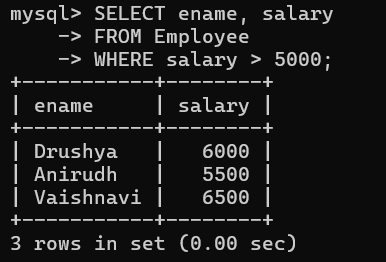 mysql> SELECT ename, salary
    -> FROM Employee
    -> WHERE salary > 5000;
+-----------+--------+
| ename     | salary |
+-----------+--------+
| Drushya   |   6000 |
| Anirudh   |   5500 |
| Vaishnavi |   6500 |
+-----------+--------+
3 rows in set (0.00 sec)